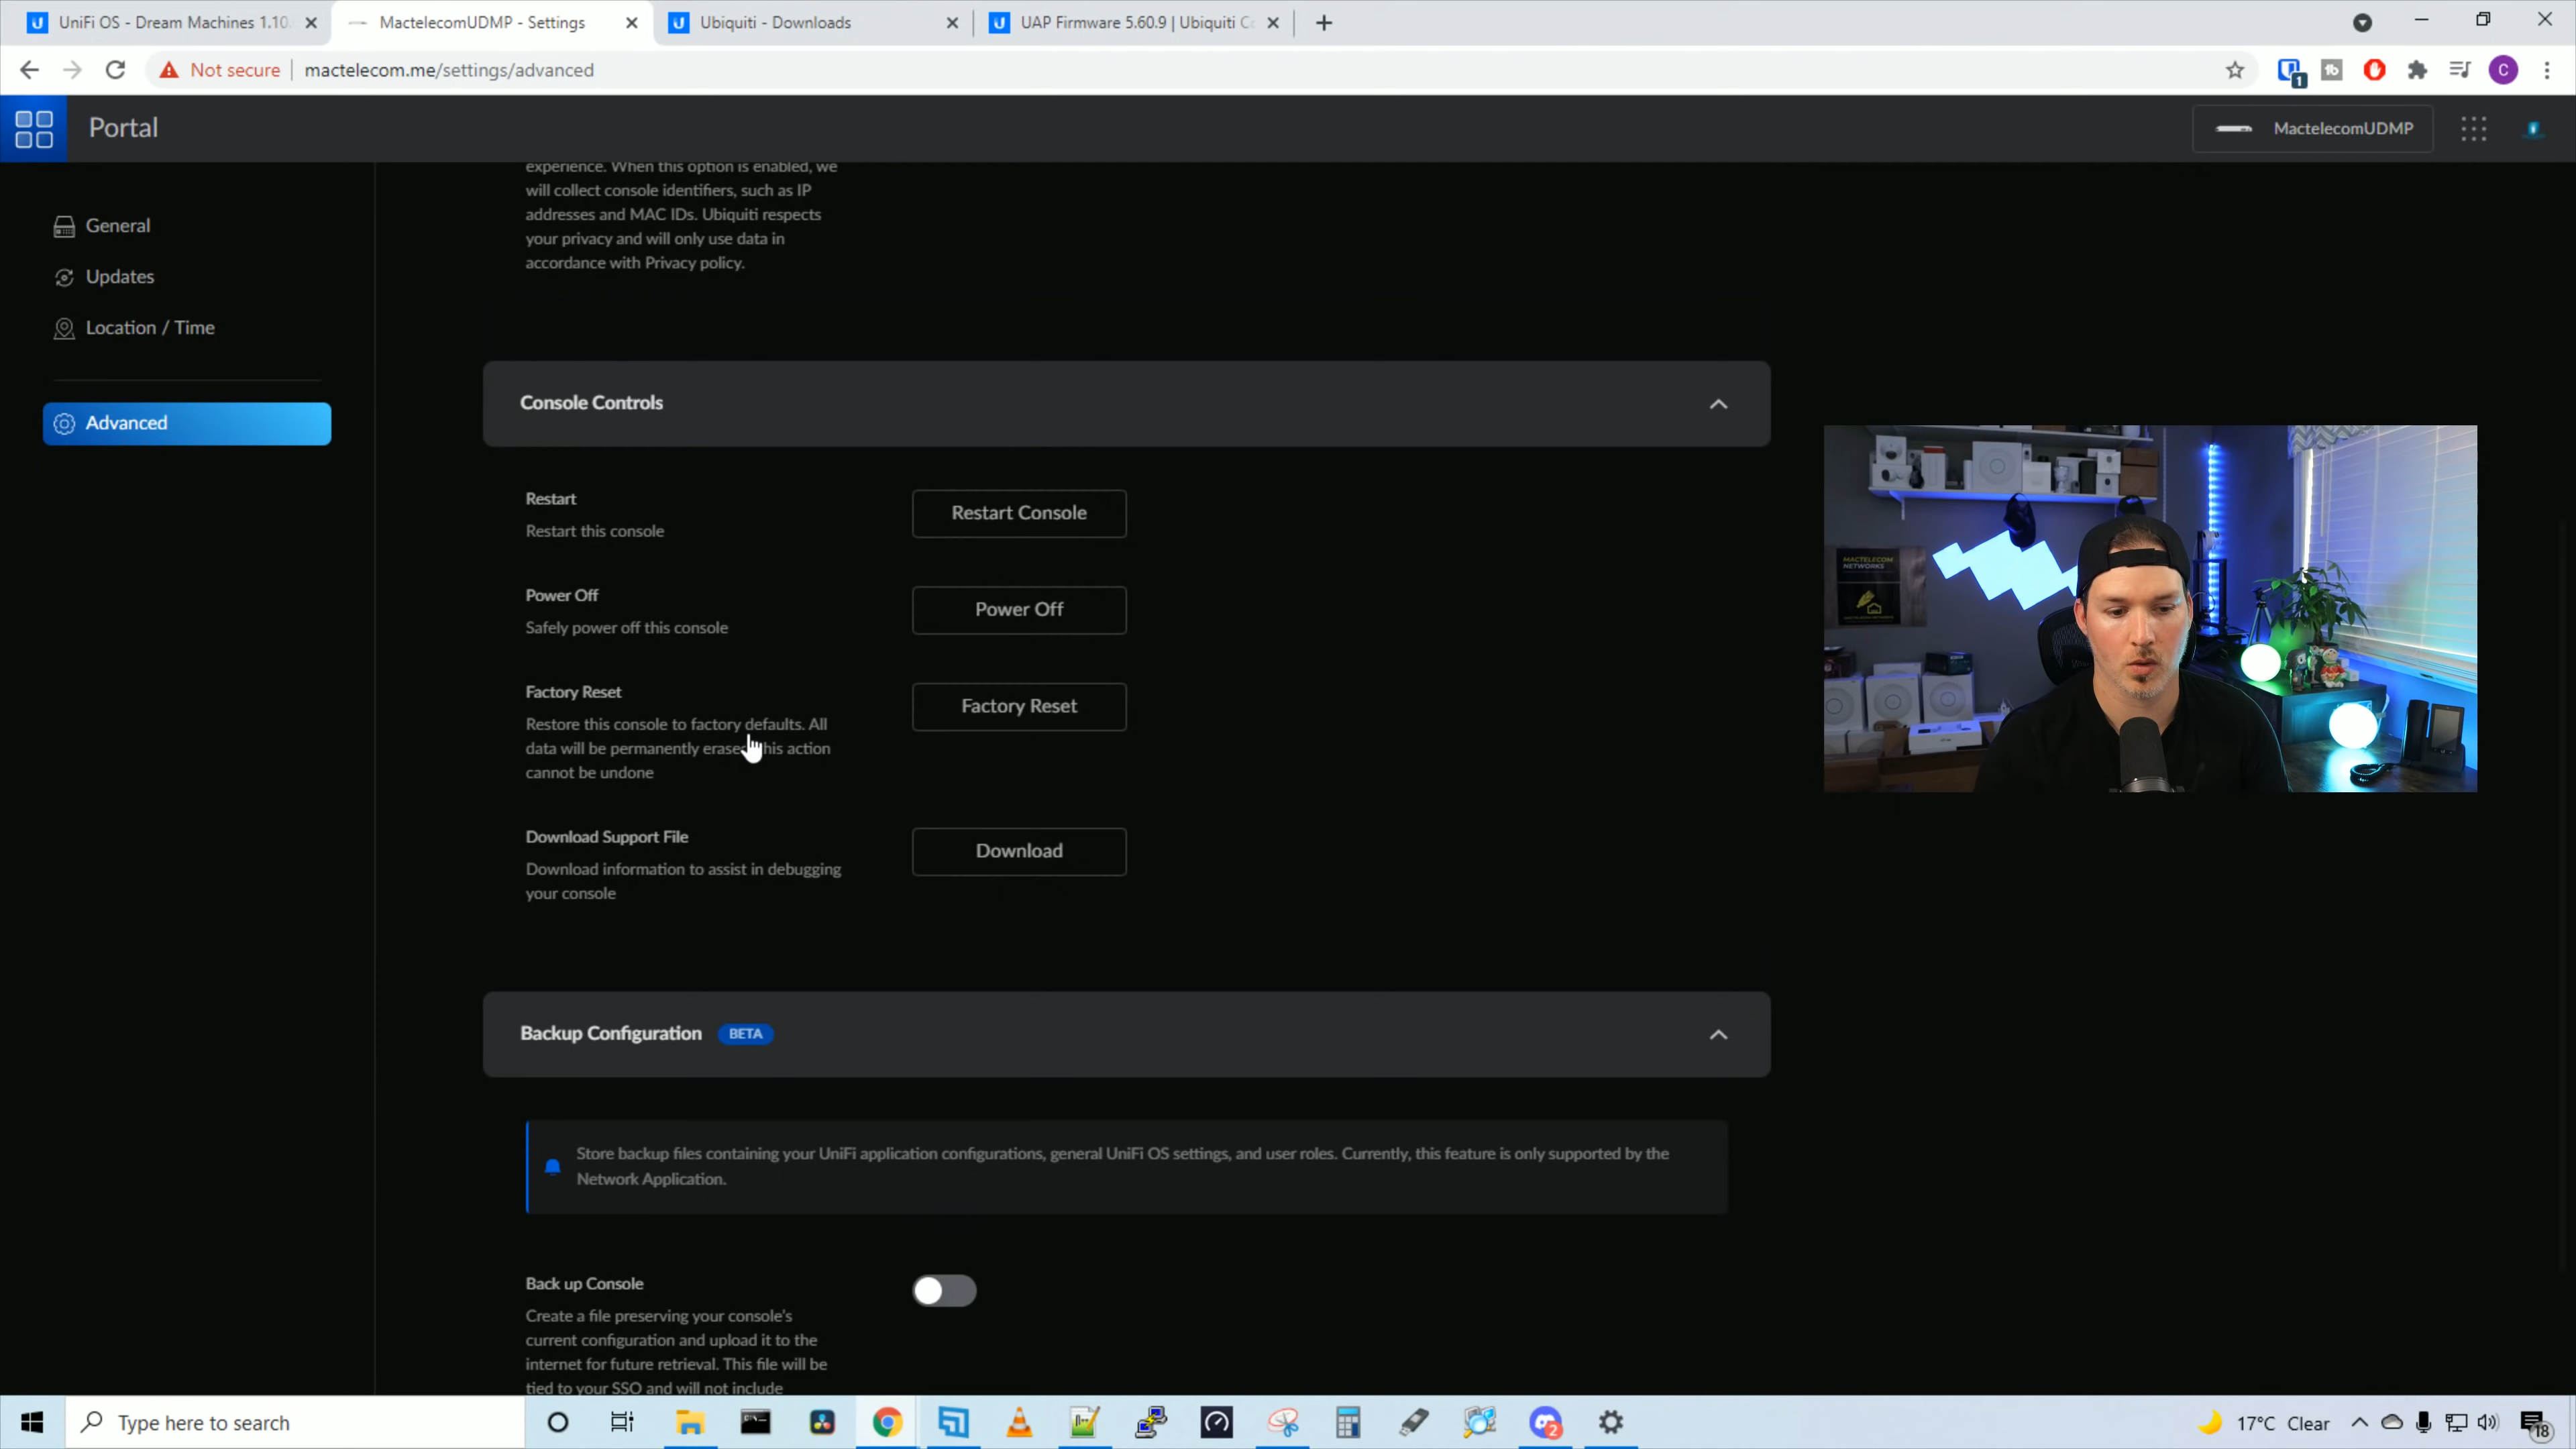 UniFi OS - Dream Machines 1.10.
MactelecomUDMP - Settings
Ubiquiti - Downloads
UAP Firmware 5.60.9 | Ubiquiti Co
Not secure
mactelecom.me/settings/advanced
1
C
Portal
MactelecomUDMP
General
Updates
Location / Time
Advanced
experience. When this option is enabled, we
will collect console identifiers, such as IP
addresses and MAC IDs. Ubiquiti respects
your privacy and will only use data in
accordance with Privacy policy.
Console Controls
Restart
Restart this console
Restart Console
Power Off
Safely power off this console
Power Off
Factory Reset
Restore this console to factory defaults. All
data will be permanently erased his action
cannot be undone
Factory Reset
Download Support File
Download information to assist in debugging
your console
Download
MACTELECOM
NETWORKS
Backup Configuration
BETA
Store backup files containing your UniFi application configurations, general UniFi OS settings, and user roles. Currently, this feature is only supported by the
Network Application.
Back up Console
Create a file preserving your console's
current configuration and upload it to the
internet for future retrieval. This file will be
tied to your SSO and will not include
Type here to search
2
17°C Clear
18